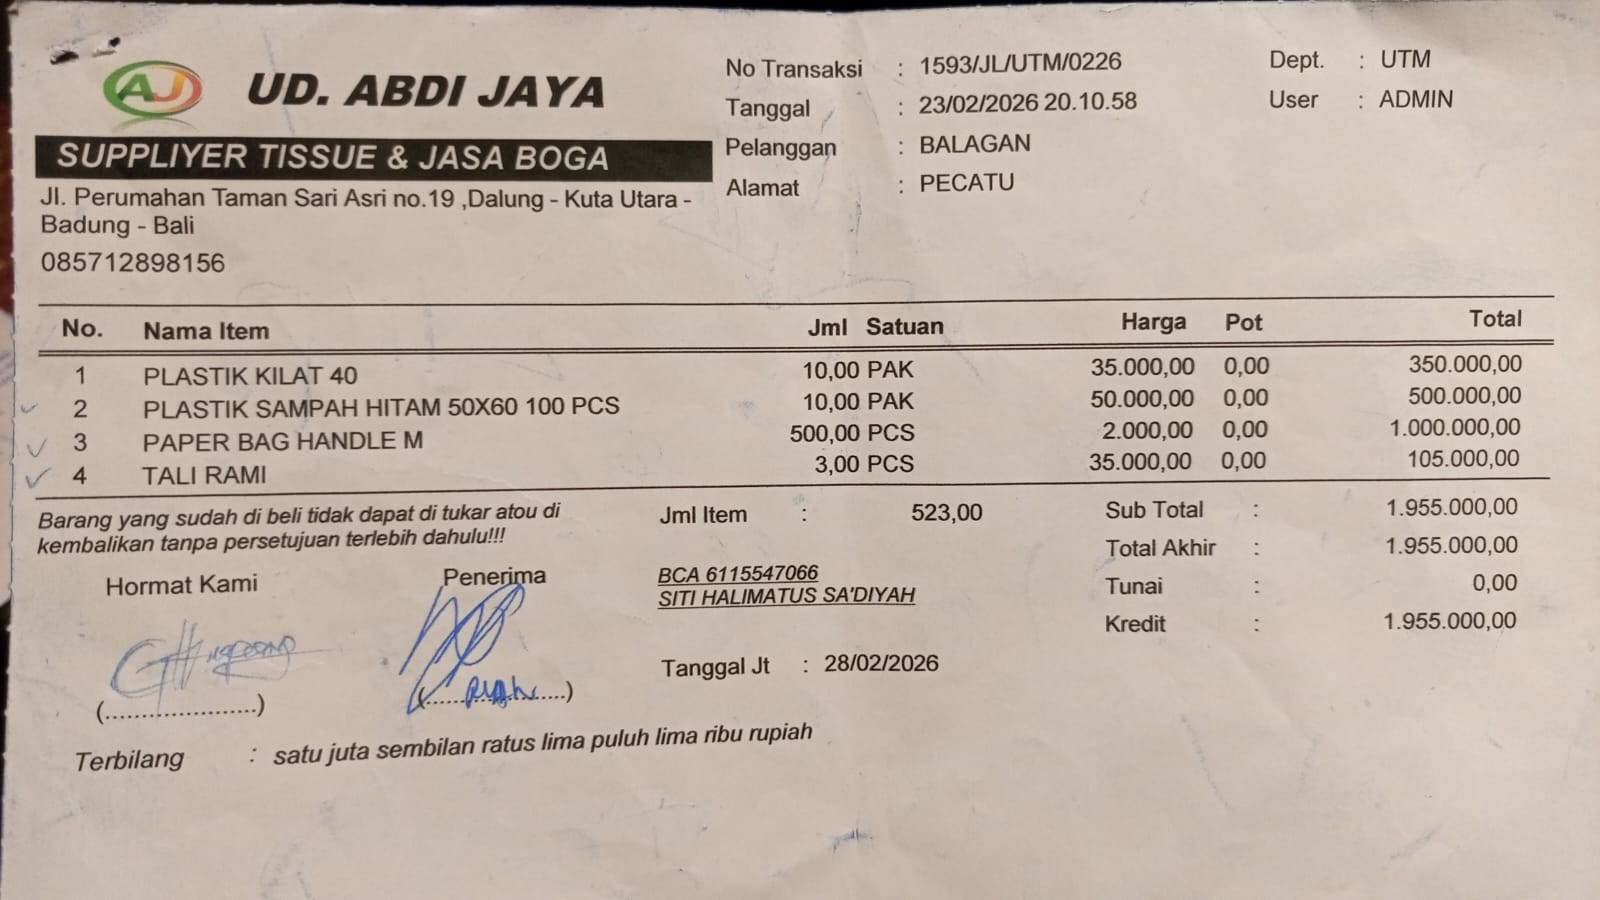 AJ
UD. ABDI JAYA
SUPPLIYER TISSUE & JASA BOGA
Jl. Perumahan Taman Sari Asri no.19 ,Dalung - Kuta Utara -
Badung - Bali
085712898156
No Transaksi : 1593/JL/UTM/0226
Tanggal : 23/02/2026 20.10.58
Pelanggan : BALAGAN
Alamat : PECATU
Dept. : UTM
User : ADMIN
No. Nama Item Jml Satuan Harga Pot Total
1 PLASTIK KILAT 40 10,00 PAK 35.000,00 0,00 350.000,00
2 PLASTIK SAMPAH HITAM 50X60 100 PCS 10,00 PAK 50.000,00 0,00 500.000,00
3 PAPER BAG HANDLE M 500,00 PCS 2.000,00 0,00 1.000.000,00
4 TALI RAMI 3,00 PCS 35.000,00 0,00 105.000,00
Barang yang sudah di beli tidak dapat di tukar atou di
kembalikan tanpa persetujuan terlebih dahulu!!!
Hormat Kami
Penerima
(.....................)
(.....................)
Jml Item : 523,00
BCA 6115547066
SITI HALIMATUS SA'DIYAH
Tanggal Jt : 28/02/2026
Sub Total : 1.955.000,00
Total Akhir : 1.955.000,00
Tunai : 0,00
Kredit : 1.955.000,00
Terbilang : satu juta sembilan ratus lima puluh lima ribu rupiah